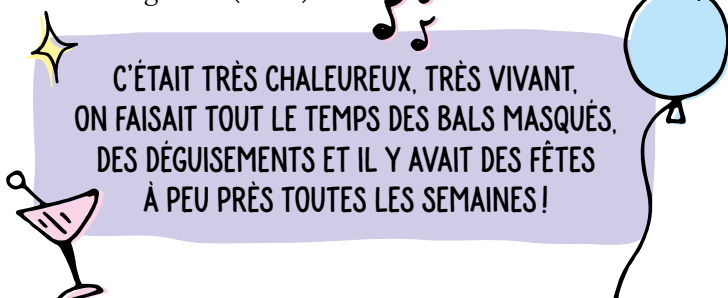 C'ÉTAIT TRÈS CHALEUREUX, TRÈS VIVANT,
ON FAISAIT TOUT LE TEMPS DES BALS MASQUÉS,
DES DÉGUISEMENTS ET IL Y AVAIT DES FÊTES
À PEU PRÈS TOUTES LES SEMAINES !